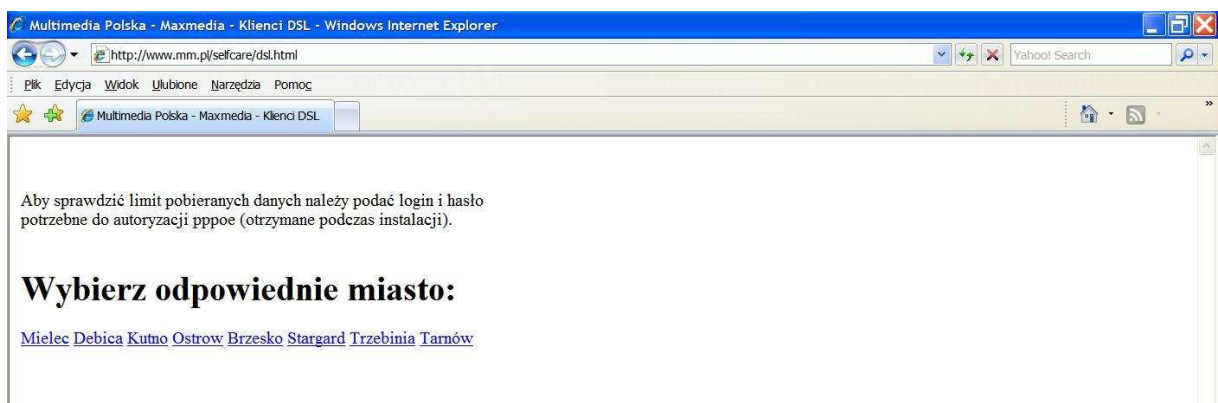 Multimedia Polska - Maxmedia - Klienci DSL - Windows Internet Explorer
http://www.mm.pl/selfcare/dsl.html Yahoo! Search
Plik Edycja Widok Ulubione Narzędzia Pomoc
Multimedia Polska - Maxmedia - Klienci DSL
Aby sprawdzić limit pobieranych danych należy podać login i hasło
potrzebne do autoryzacji pppoe (otrzymane podczas instalacji).
Wybierz odpowiednie miasto:
Mielec Debica Kutno Ostrow Brzesko Stargard Trzebinia Tarnów